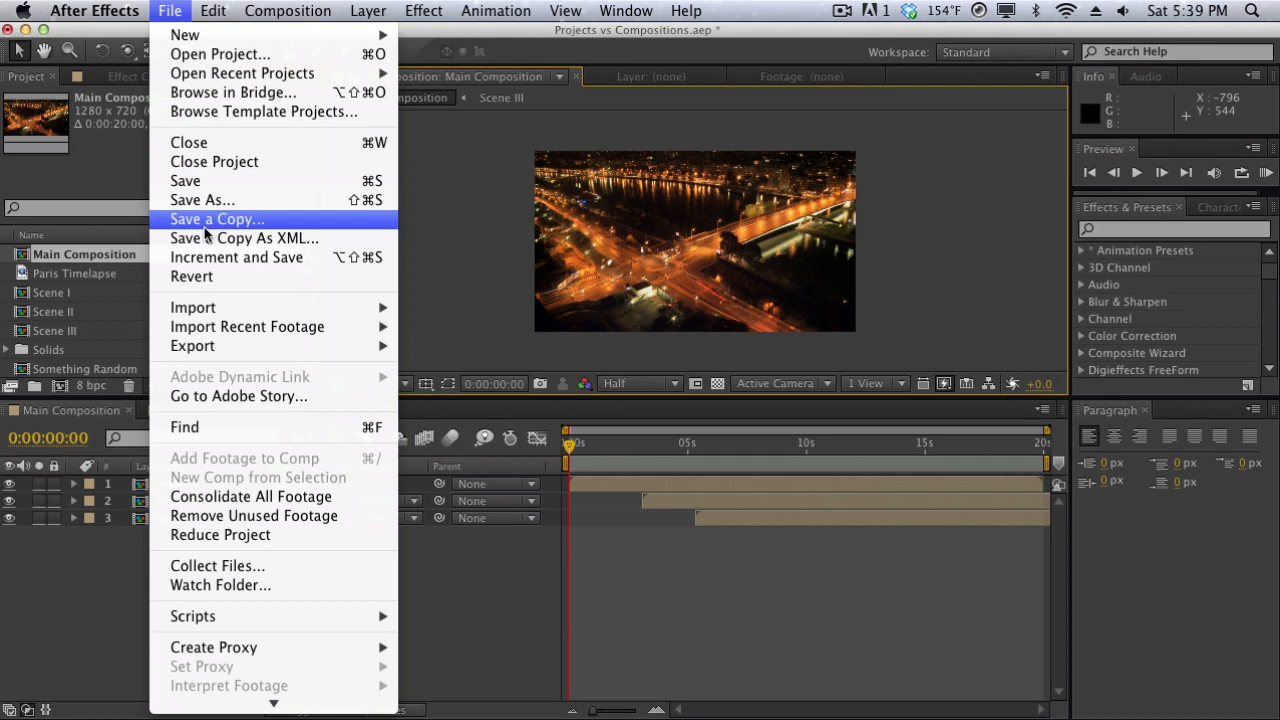 After Effects File Edit Composition Layer Effect Animation View Window Help 1 154°F Sat 5:39 PM
Projects vs Compositions.aep *
Workspace: Standard Search Help
Project × Effect C
position: Main Composition × Layer: (none) Footage: (none)
Info × Audio
Main Compos
1280 x 720 (
Δ 0:00:20:00,
mposition Scene III
R :
G :
B :
X : -796
Y : 544
Preview ×
Effects & Presets × Charact
* Animation Presets
3D Channel
Audio
Blur & Sharpen
Channel
Color Correction
Composite Wizard
Digieffects FreeForm
Name
Main Composition
Paris Timelapse
Scene I
Scene II
Scene III
Solids
Something Random
8 bpc
New
Open Project... ⌘O
Open Recent Projects
Browse in Bridge... ⌥⇧⌘O
Browse Template Projects...
Close ⌘W
Close Project
Save ⌘S
Save As... ⇧⌘S
Save a Copy...
Save a Copy As XML...
Increment and Save ⌥⇧⌘S
Revert
Import
Import Recent Footage
Export
Adobe Dynamic Link
Go to Adobe Story...
Find ⌘F
Add Footage to Comp ⌘/
New Comp from Selection
Consolidate All Footage
Remove Unused Footage
Reduce Project
Collect Files...
Watch Folder...
Scripts
Create Proxy
Set Proxy
Interpret Footage
0:00:00:00 Half Active Camera 1 View +0.0
Main Composition ×
0:00:00:00
05s 10s 15s 20s
# Parent
1 None
2 None
3 None
Paragraph ×
0 px 0 px 0 px
0 px 0 px